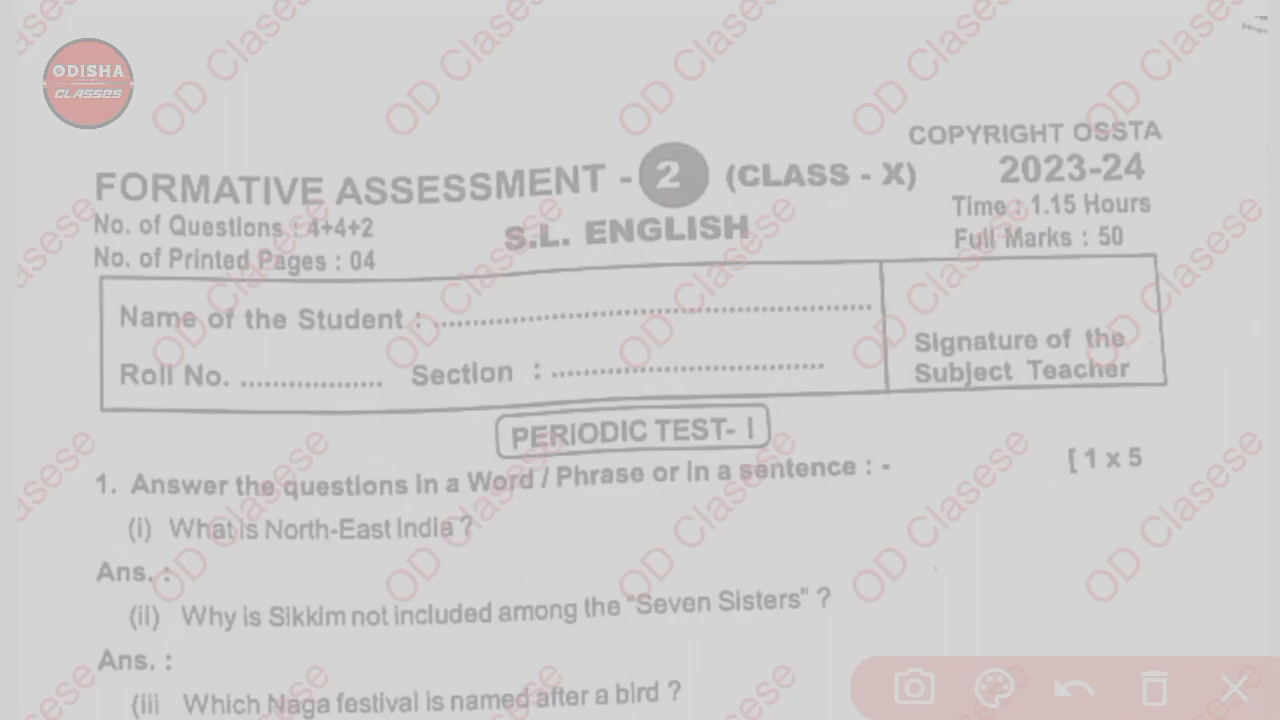 ODISHA
CLASSES
COPYRIGHT OSSTA
FORMATIVE ASSESSMENT - 2 (CLASS - X)
2023-24
No. of Questions : 4+4+2
S.L. ENGLISH
Time : 1.15 Hours
No. of Printed Pages : 04
Full Marks : 50
Name of the Student :
Signature of the
Subject Teacher
Roll No. Section :
PERIODIC TEST- I
1. Answer the questions in a Word / Phrase or in a sentence : - [ 1 x 5
(i) What is North-East India ?
Ans. :
(ii) Why is Sikkim not included among the "Seven Sisters" ?
Ans. :
(iii Which Naga festival is named after a bird ?
OD Clasese